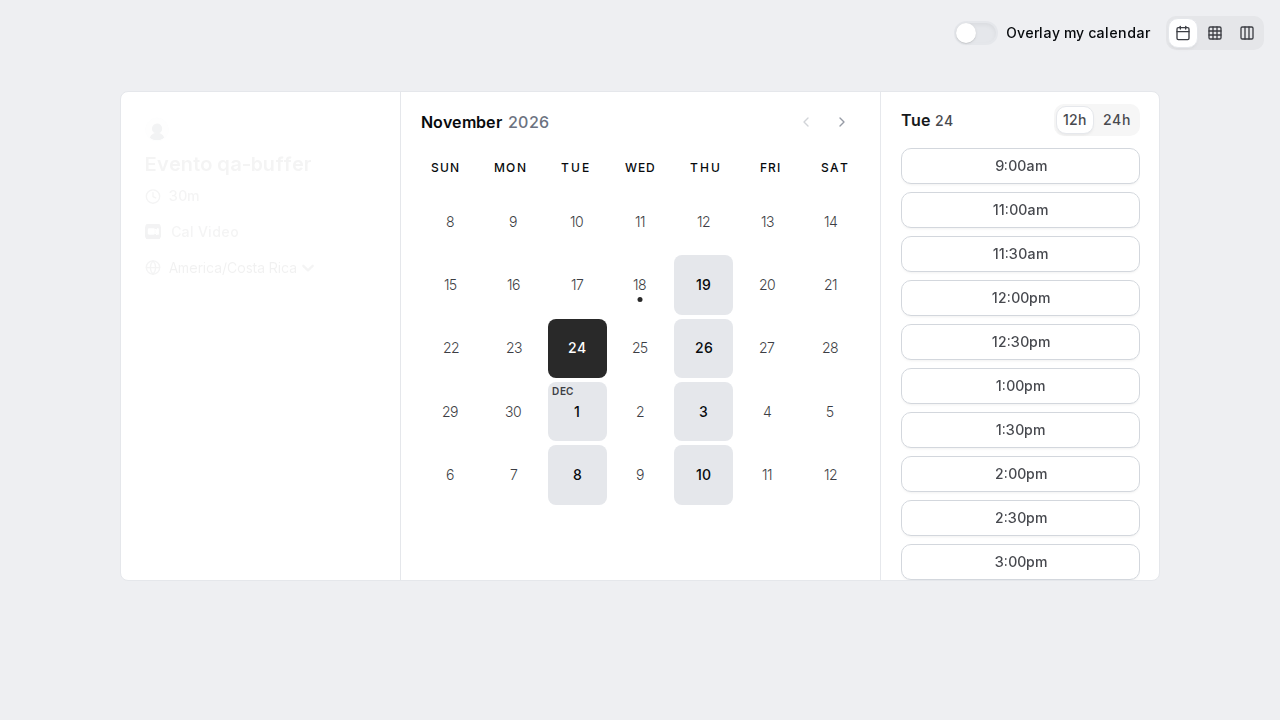 Overlay my calendar
Evento qa-buffer
30m
Cal Video
America/Costa Rica
November 2026
SUN MON TUE WED THU FRI SAT
8 9 10 11 12 13 14
15 16 17 18 19 20 21
22 23 24 25 26 27 28
DEC
29 30 1 2 3 4 5
6 7 8 9 10 11 12
Tue 24
12h 24h
9:00am
11:00am
11:30am
12:00pm
12:30pm
1:00pm
1:30pm
2:00pm
2:30pm
3:00pm